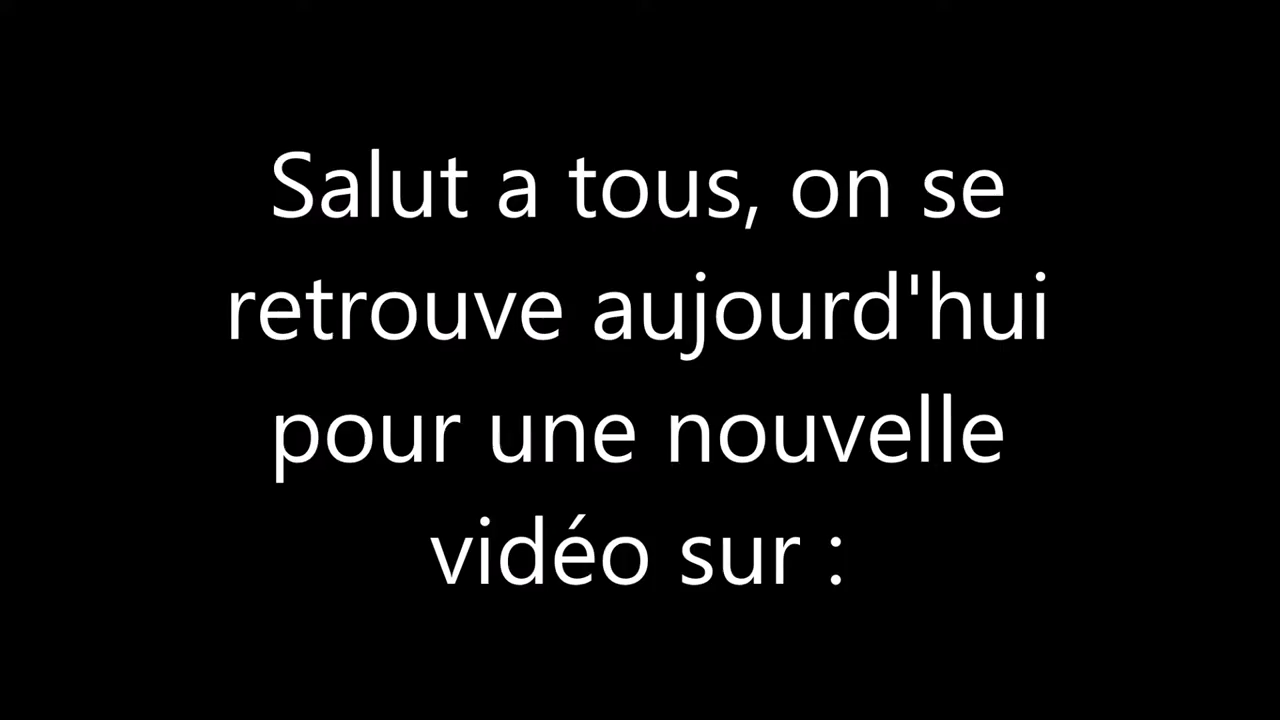 Salut a tous, on se
retrouve aujourd'hui
pour une nouvelle
vidéo sur :